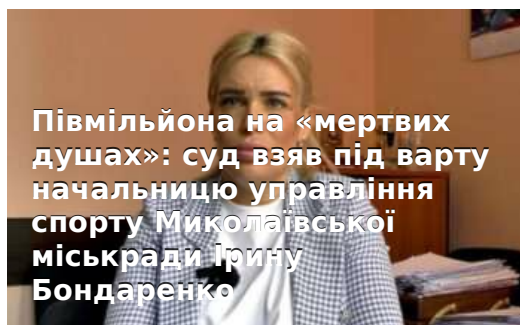 Півмільйона на «мертвих
душах»: суд взяв під варту
начальницю управління
спорту Миколаївської
міськради Ірину
Бондаренко